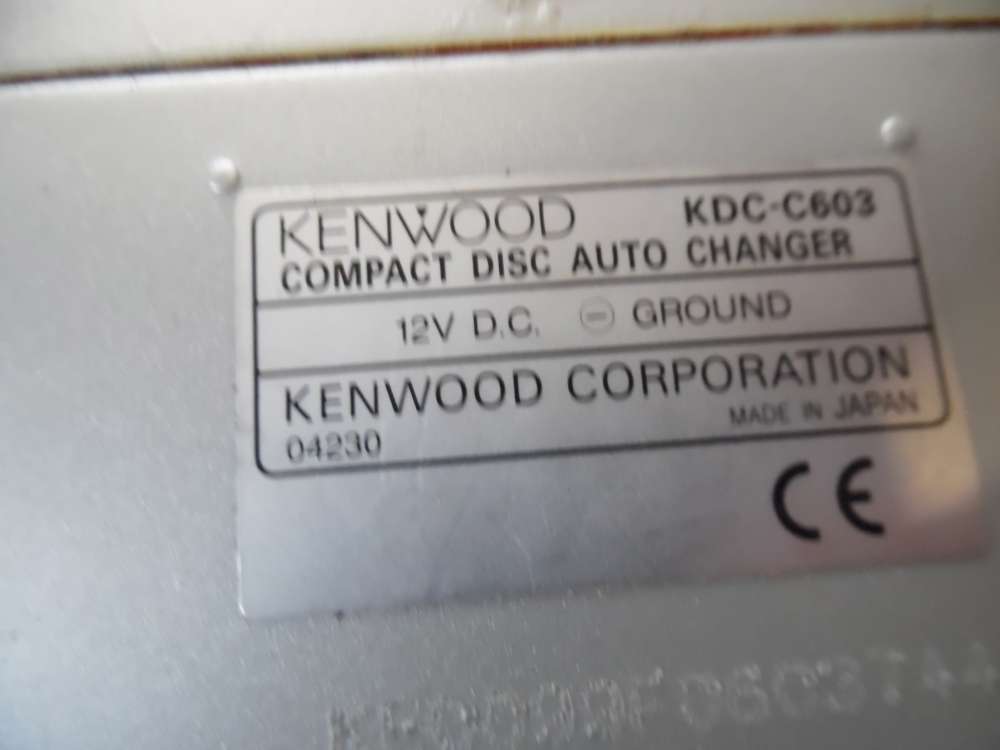 KENWOOD KDC-C603
COMPACT DISC AUTO CHANGER
12V D.C. ⊖ GROUND
KENWOOD CORPORATION
04230 MADE IN JAPAN
CE